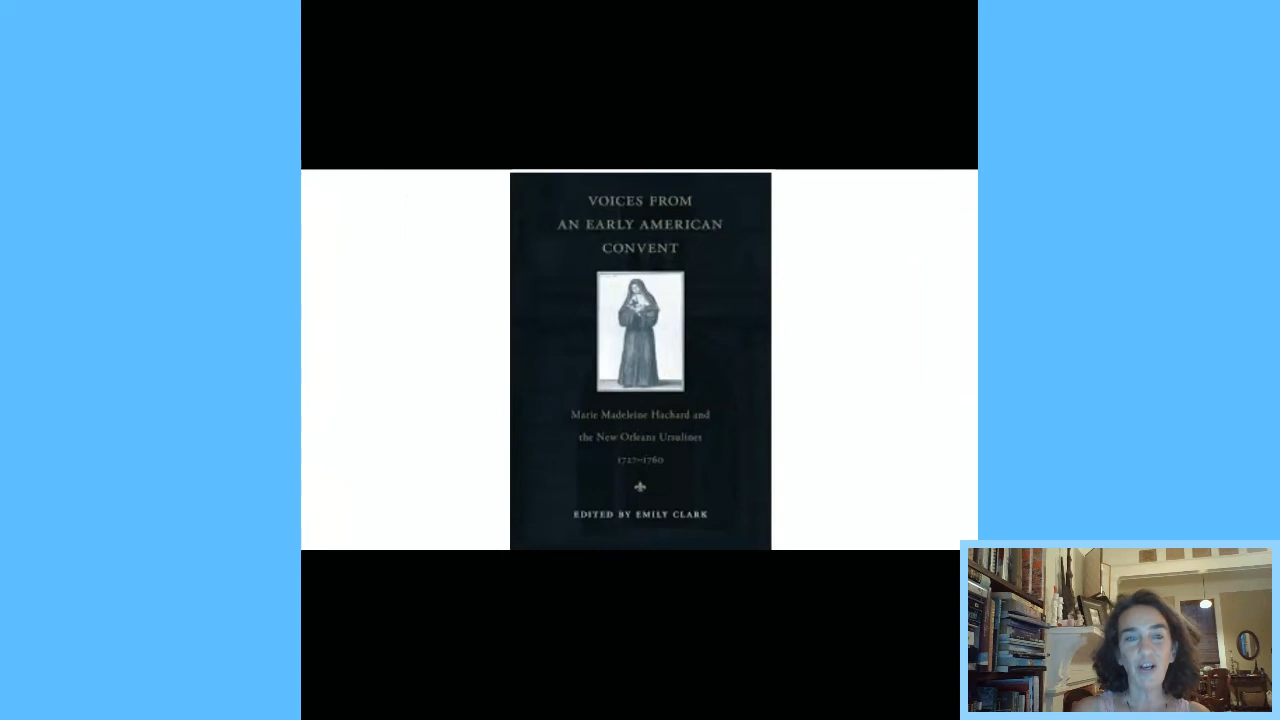 VOICES FROM
AN EARLY AMERICAN
CONVENT
Marie Madeleine Hachard and
the New Orleans Ursulines
1727–1760
EDITED BY EMILY CLARK